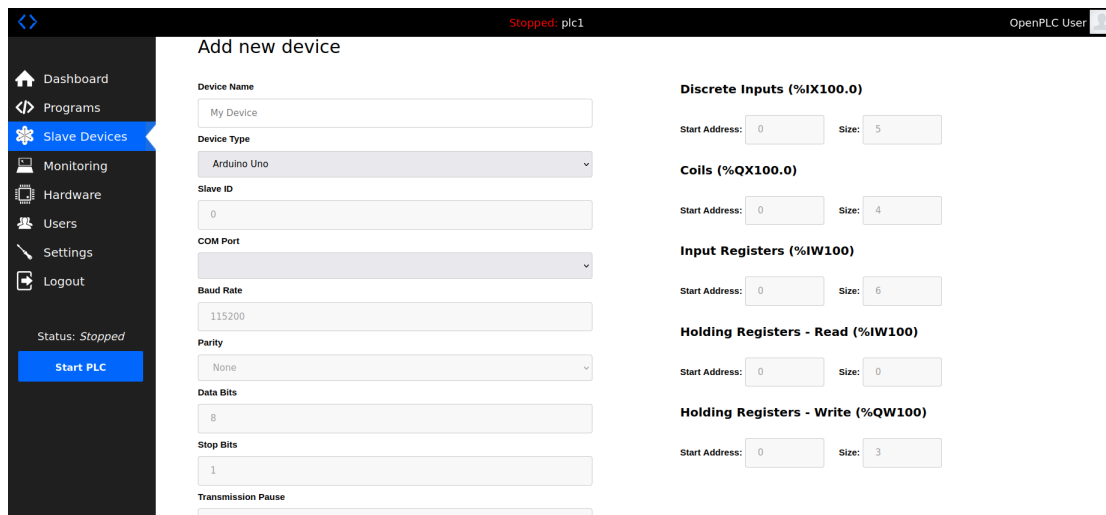 Stopped: plc1
OpenPLC User
Dashboard
Programs
Slave Devices
Monitoring
Hardware
Users
Settings
Logout
Status: Stopped
Start PLC
Add new device
Device Name
My Device
Device Type
Arduino Uno
Slave ID
0
COM Port
Baud Rate
115200
Parity
None
Data Bits
8
Stop Bits
1
Transmission Pause
Discrete Inputs (%IX100.0)
Start Address: 0 Size: 5
Coils (%QX100.0)
Start Address: 0 Size: 4
Input Registers (%IW100)
Start Address: 0 Size: 6
Holding Registers - Read (%IW100)
Start Address: 0 Size: 0
Holding Registers - Write (%QW100)
Start Address: 0 Size: 3